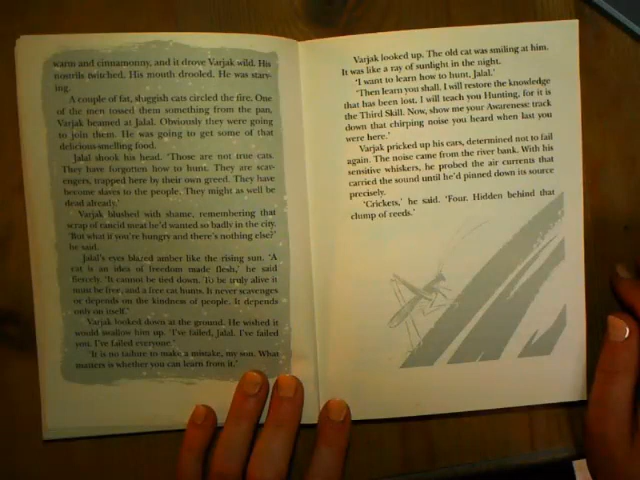 warm and cinnamonny, and it drove Varjak wild. His
nostrils twitched. His mouth drooled. He was starv-
ing.
A couple of fat, sluggish cats circled the fire. One
of the men tossed them something from the pan,
Varjak beamed at Jalal. Obviously they were going
to join them. He was going to get some of that
delicious-smelling food.
Jalal shook his head. 'Those are not true cats.
They have forgotten how to hunt. They are scav-
engers, trapped here by their own greed. They have
become slaves to the people. They might as well be
dead already.'
Varjak blushed with shame, remembering that
scrap of rancid meat he'd wanted so badly in the city.
'But what if you're hungry and there's nothing else?'
he said.
Jalal's eyes blazed amber like the rising sun. 'A
cat is an idea of freedom made flesh,' he said
fiercely. 'It cannot be tied down. To be truly alive it
must be free, and a free cat hunts. It never scavenges
or depends on the kindness of people. It depends
only on itself.'
Varjak looked down at the ground. He wished it
would swallow him up. 'I've failed, Jalal. I've failed
you. I've failed everyone.'
'It is no failure to make a mistake, my son. What
matters is whether you can learn from it.'
Varjak looked up. The old cat was smiling at him.
It was like a ray of sunlight in the night.
'I want to learn how to hunt, Jalal.'
'Then learn you shall. I will restore the knowledge
that has been lost. I will teach you Hunting, for it is
the Third Skill. Now, show me your Awareness: track
down that chirping noise you heard when last you
were here.'
Varjak pricked up his ears, determined not to fail
again. The noise came from the river bank. With his
sensitive whiskers, he probed the air currents that
carried the sound until he'd pinned down its source
precisely.
'Crickets,' he said. 'Four. Hidden behind that
clump of reeds.'